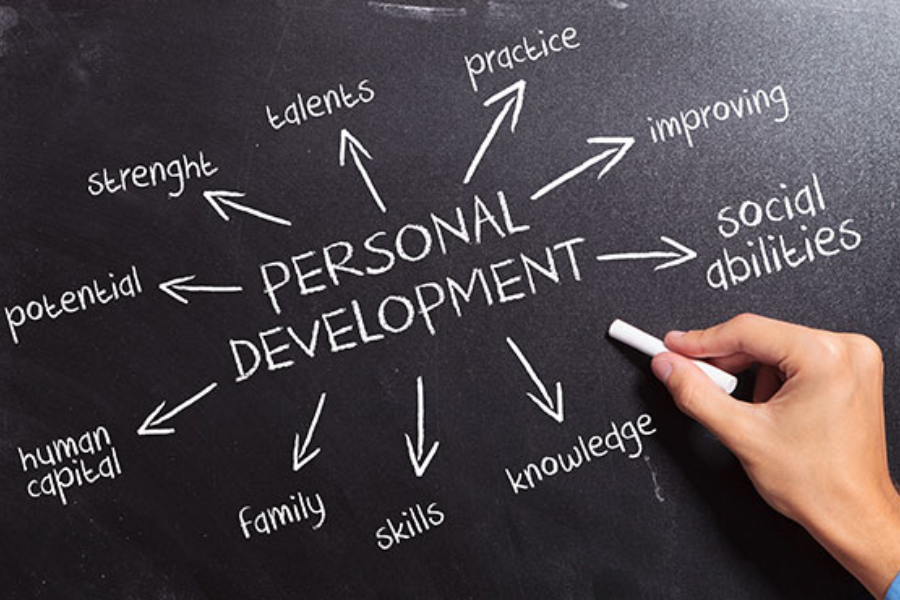 practice
talents
improving
strenght
social
abilities
PERSONAL
DEVELOPMENT
potential
human
capital
knowledge
family
skills